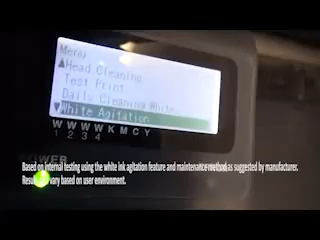 Menu
▲Head Cleaning
Test Print
Daily Cleaning White
▼White Agitation
W W W W K M C Y
1 2 3 4
Based on internal testing using the white ink agitation feature and maintenance method as suggested by manufacturer.
Results vary based on user environment.